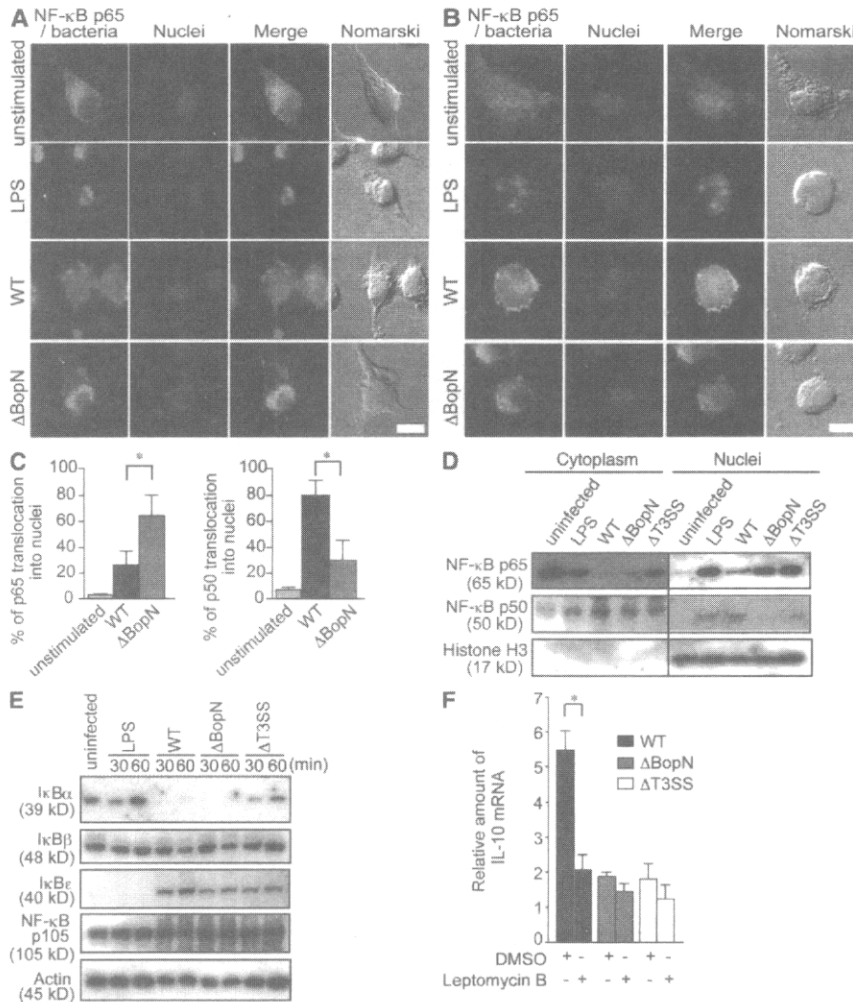 A NF-κB p65
/ bacteria Nuclei Merge Nomarski
unstimulated
LPS
WT
ΔBopN
B NF-κB p65
/ bacteria Nuclei Merge Nomarski
unstimulated
LPS
WT
ΔBopN
C
% of p65 translocation
into nuclei
100
80
60
40
20
0
*
unstimulated
WT
ΔBopN
% of p50 translocation
into nuclei
100
80
60
40
20
0
*
unstimulated
WT
ΔBopN
D
Cytoplasm Nuclei
uninfected LPS WT ΔBopN ΔT3SS uninfected LPS WT ΔBopN ΔT3SS
NF-κB p65
(65 kD)
NF-κB p50
(50 kD)
Histone H3
(17 kD)
E
uninfected LPS WT ΔBopN ΔT3SS
30 60 30 60 30 60 30 60 (min)
IκBα
(39 kD)
IκBβ
(48 kD)
IκBε
(40 kD)
NF-κB
p105
(105 kD)
Actin
(45 kD)
F
Relative amount of
IL-10 mRNA
7
6
5
4
3
2
1
0
*
WT
ΔBopN
ΔT3SS
DMSO + - + - + -
Leptomycin B - + - + - +